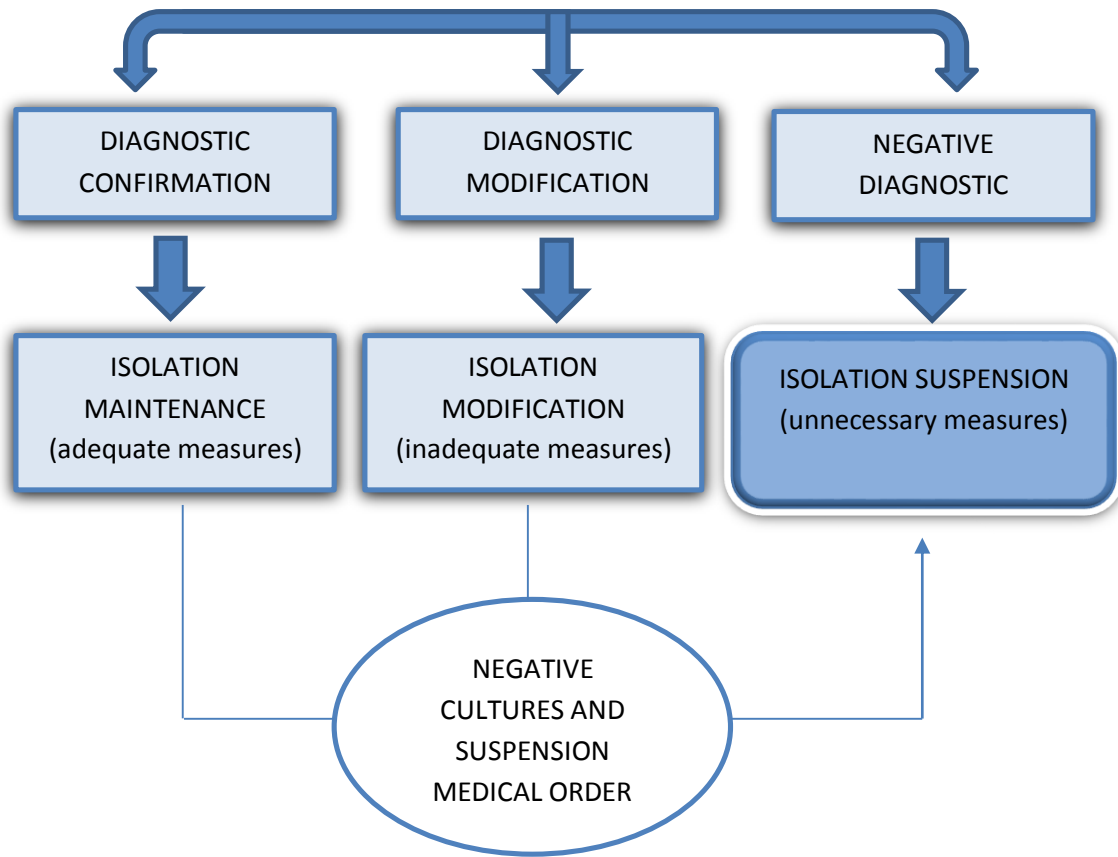 DIAGNOSTIC
CONFIRMATION
DIAGNOSTIC
MODIFICATION
NEGATIVE
DIAGNOSTIC
ISOLATION
MAINTENANCE
(adequate measures)
ISOLATION
MODIFICATION
(inadequate measures)
ISOLATION SUSPENSION
(unnecessary measures)
NEGATIVE
CULTURES AND
SUSPENSION
MEDICAL ORDER